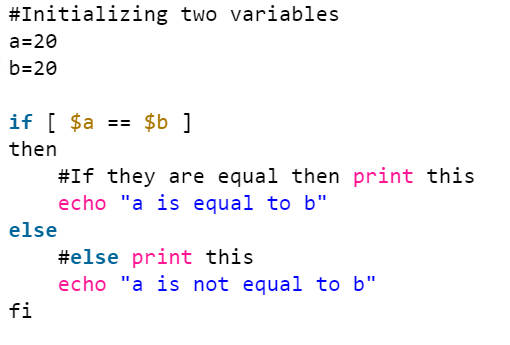 #Initializing two variables
a=20
b=20

if [ $a == $b ]
then
    #If they are equal then print this
    echo "a is equal to b"
else
    #else print this
    echo "a is not equal to b"
fi